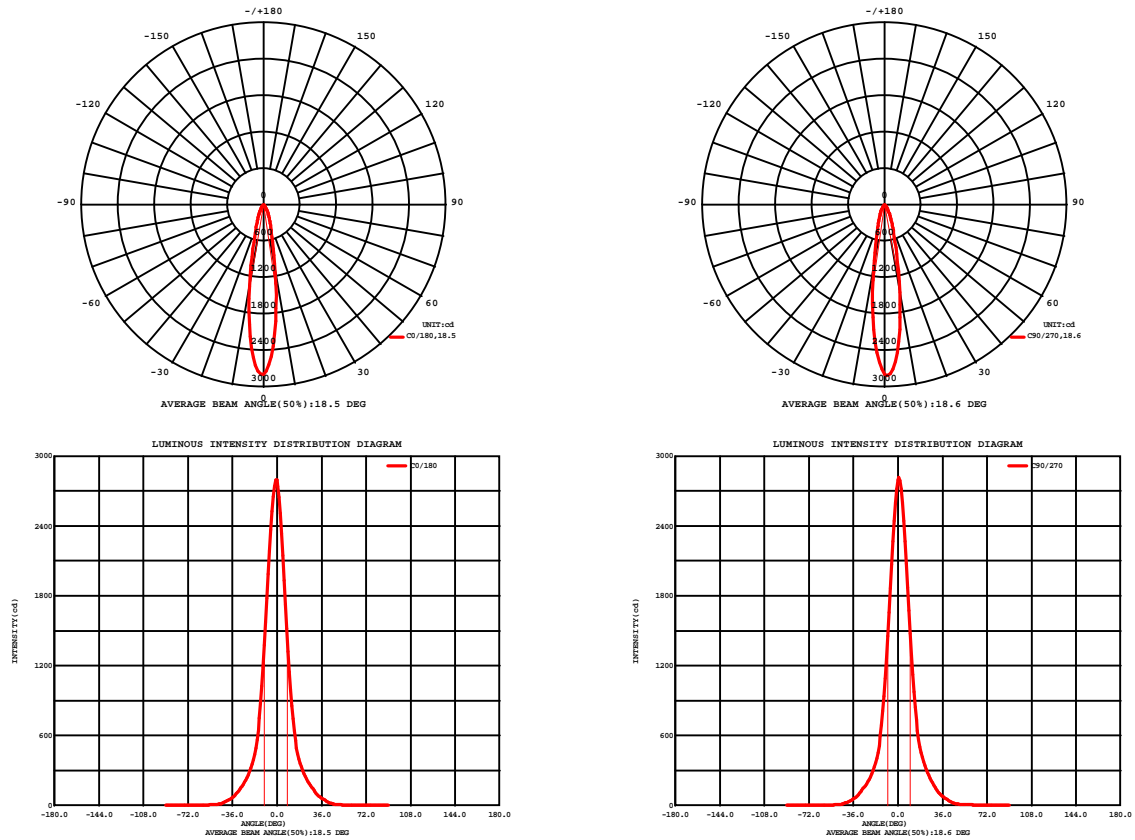 -/+180
-150 150
-120 120
-90 90
-60 60
-30 30
0
600
1200
1800
2400
3000
0
UNIT:cd
C0/180,18.5
AVERAGE BEAM ANGLE(50%):18.5 DEG
-/+180
-150 150
-120 120
-90 90
-60 60
-30 30
0
600
1200
1800
2400
3000
0
UNIT:cd
C90/270,18.6
AVERAGE BEAM ANGLE(50%):18.6 DEG
LUMINOUS INTENSITY DISTRIBUTION DIAGRAM
C0/180
3000
2400
1800
1200
600
0
INTENSITY(cd)
-180.0 -144.0 -108.0 -72.0 -36.0 0.0 36.0 72.0 108.0 144.0 180.0
ANGLE(DEG)
AVERAGE BEAM ANGLE(50%):18.5 DEG
LUMINOUS INTENSITY DISTRIBUTION DIAGRAM
C90/270
3000
2400
1800
1200
600
0
INTENSITY(cd)
-180.0 -144.0 -108.0 -72.0 -36.0 0.0 36.0 72.0 108.0 144.0 180.0
ANGLE(DEG)
AVERAGE BEAM ANGLE(50%):18.6 DEG